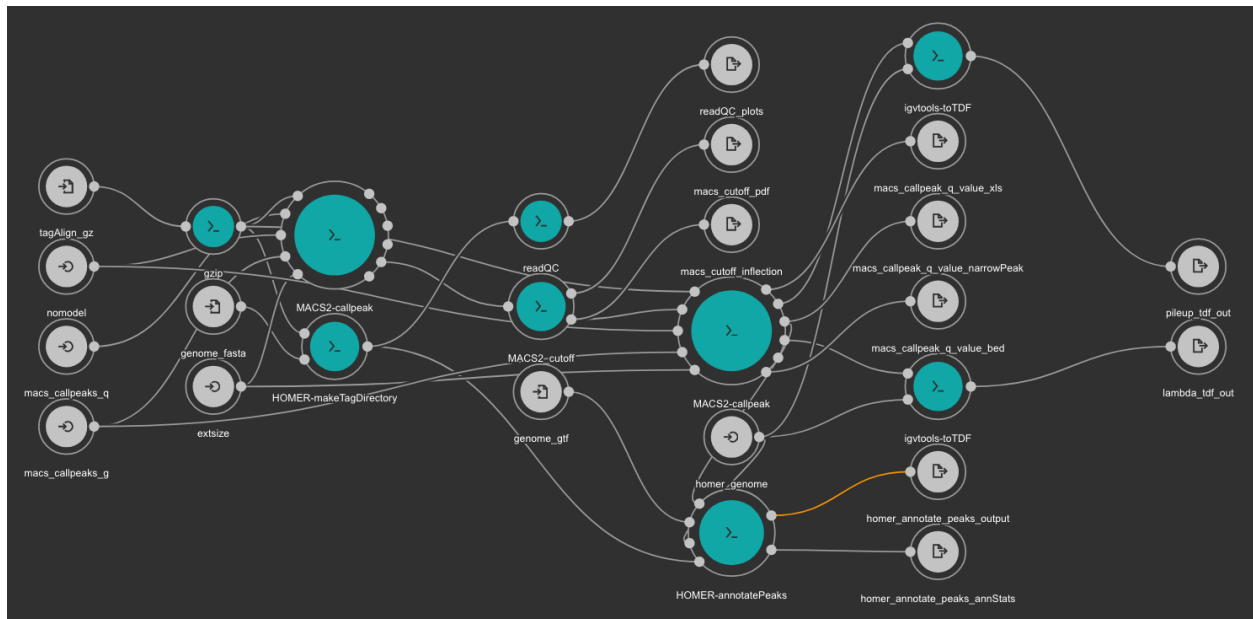 readQC_plots
igvtools-toTDF
macs_cutoff_pdf
macs_callpeak_q_value_xls
tagAlign_gz
gzip
readQC
macs_cutoff_inflection
macs_callpeak_q_value_narrowPeak
nomodel
MACS2-callpeak
pileup_tdf_out
genome_fasta
MACS2-cutoff
macs_callpeak_q_value_bed
macs_callpeaks_q
HOMER-makeTagDirectory
MACS2-callpeak
lambda_tdf_out
extsize
genome_gtf
igvtools-toTDF
macs_callpeaks_g
homer_genome
homer_annotate_peaks_output
HOMER-annotatePeaks
homer_annotate_peaks_annStats